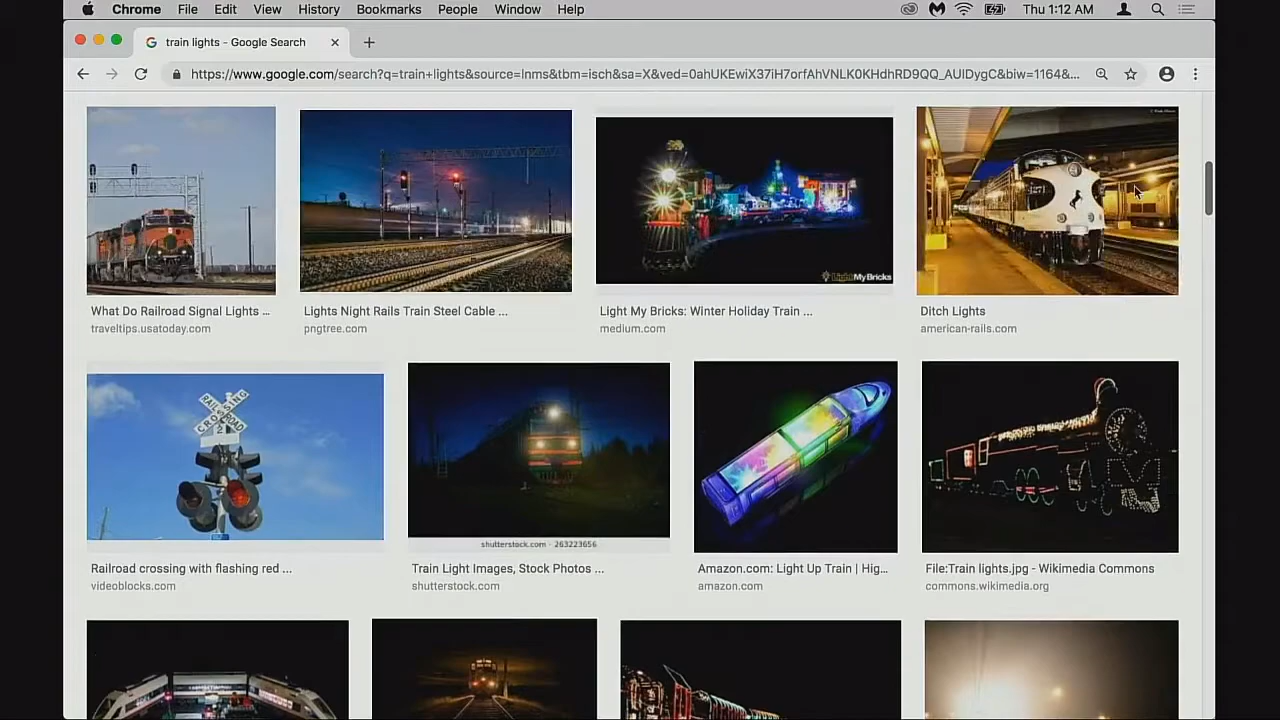 Chrome File Edit View History Bookmarks People Window Help Thu 1:12 AM
train lights - Google Search
https://www.google.com/search?q=train+lights&source=lnms&tbm=isch&sa=X&ved=0ahUKEwiX37iH7orfAhVNLK0KHdhRD9QQ_AUIDygC&biw=1164&...
LightMyBricks
What Do Railroad Signal Lights ...
Lights Night Rails Train Steel Cable ...
Light My Bricks: Winter Holiday Train ...
Ditch Lights
traveltips.usatoday.com
pngtree.com
medium.com
american-rails.com
RAILROAD
CROSSING
shutterstock.com · 263223656
Railroad crossing with flashing red ...
Train Light Images, Stock Photos ...
Amazon.com: Light Up Train | Hig...
File:Train lights.jpg - Wikimedia Commons
videoblocks.com
shutterstock.com
amazon.com
commons.wikimedia.org